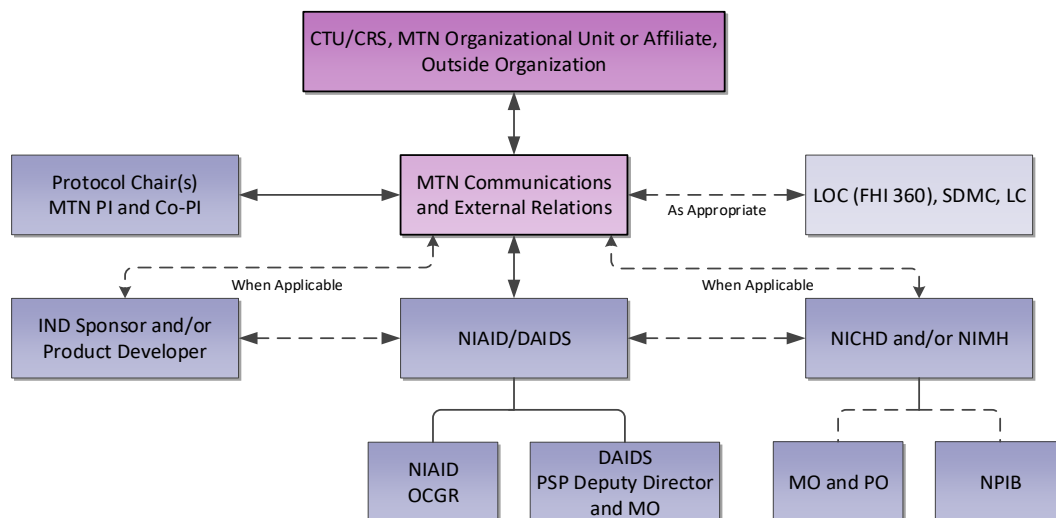 CTU/CRS, MTN Organizational Unit or Affiliate,
Outside Organization
Protocol Chair(s)
MTN PI and Co-PI
MTN Communications
and External Relations
As Appropriate
LOC (FHI 360), SDMC, LC
When Applicable
When Applicable
IND Sponsor and/or
Product Developer
NIAID/DAIDS
NICHD and/or NIMH
NIAID
OCGR
DAIDS
PSP Deputy Director
and MO
MO and PO
NPIB